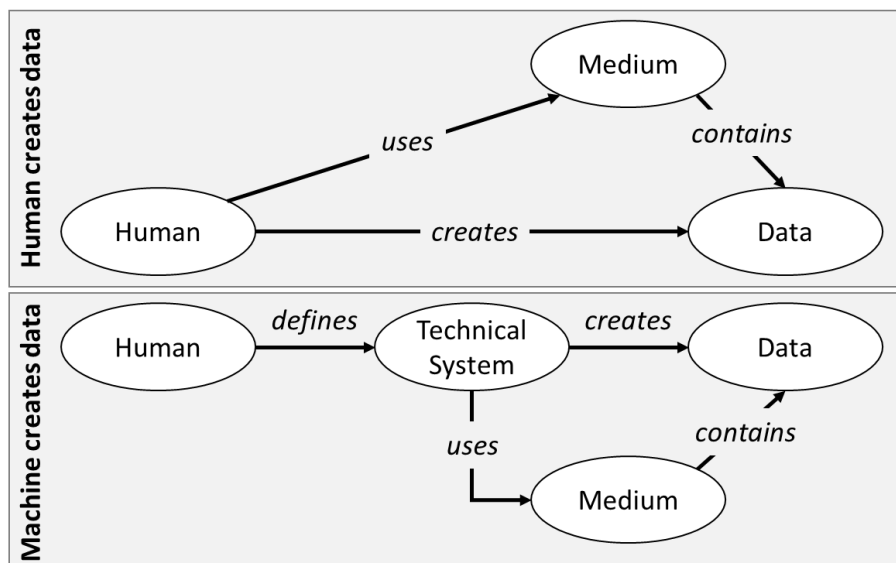 Human creates data
Medium
uses
contains
Human
creates
Data
Machine creates data
Human
defines
Technical
System
creates
Data
uses
contains
Medium